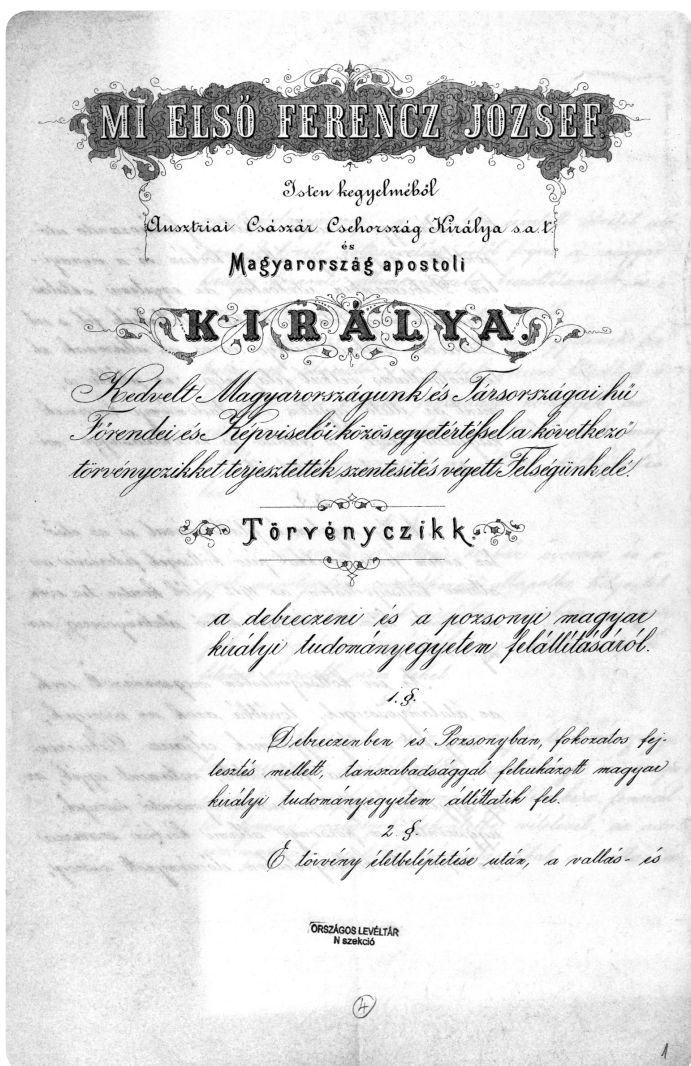 MI ELSŐ FERENCZ JÓZSEF
Isten kegyelméből
Ausztriai Császár Csehország Királya s.a.t.
és
Magyarország apostoli
KIRÁLYA.
Kedvelt Magyarországunk és Társországai hű
Főrendei és Képviselői közös egyetértéssel a következő
törvényczikket terjesztették szentesítés végett Felségünk elé:
Törvényczikk.
a debreczeni és a pozsonyi magyar
királyi tudományegyetem felállításáról.
1. §.
Debreczenben és Pozsonyban, fokozatos fej-
lesztés mellett, tanszabadsággal felruházott magyar
királyi tudományegyetem állíttatik fel.
2. §.
E törvény életbeléptetése után, a vallás- és
ORSZÁGOS LEVÉLTÁR
N szekció
4
1